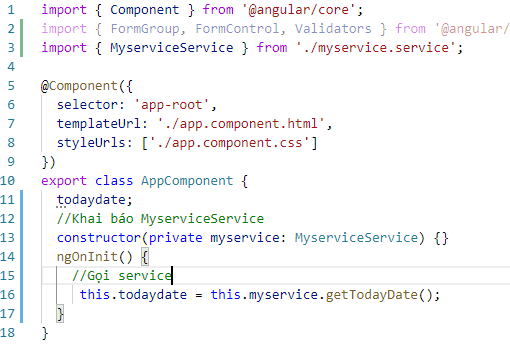 1 import { Component } from '@angular/core';
2 import { FormGroup, FormControl, Validators } from '@angular/
3 import { MyserviceService } from './myservice.service';
4
5 @Component({
6 selector: 'app-root',
7 templateUrl: './app.component.html',
8 styleUrls: ['./app.component.css']
9 })
10 export class AppComponent {
11 todaydate;
12 //Khai báo MyserviceService
13 constructor(private myservice: MyserviceService) {}
14 ngOnInit() {
15 //Gọi service
16 this.todaydate = this.myservice.getTodayDate();
17 }
18 }